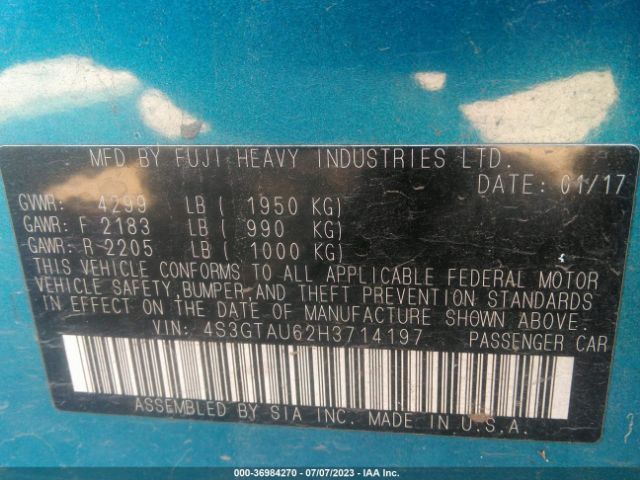 MFD BY FUJI HEAVY INDUSTRIES LTD.
DATE: 01/17
GVWR: 4299 LB ( 1950 KG)
GAWR: F 2183 LB ( 990 KG)
GAWR: R 2205 LB ( 1000 KG)
THIS VEHICLE CONFORMS TO ALL APPLICABLE FEDERAL MOTOR
VEHICLE SAFETY, BUMPER, AND THEFT PREVENTION STANDARDS
IN EFFECT ON THE DATE OF MANUFACTURE SHOWN ABOVE.
VIN: 4S3GTAU62H3714197 PASSENGER CAR
ASSEMBLED BY SIA INC. MADE IN U.S.A.
000-36984270 - 07/07/2023 - IAA Inc.